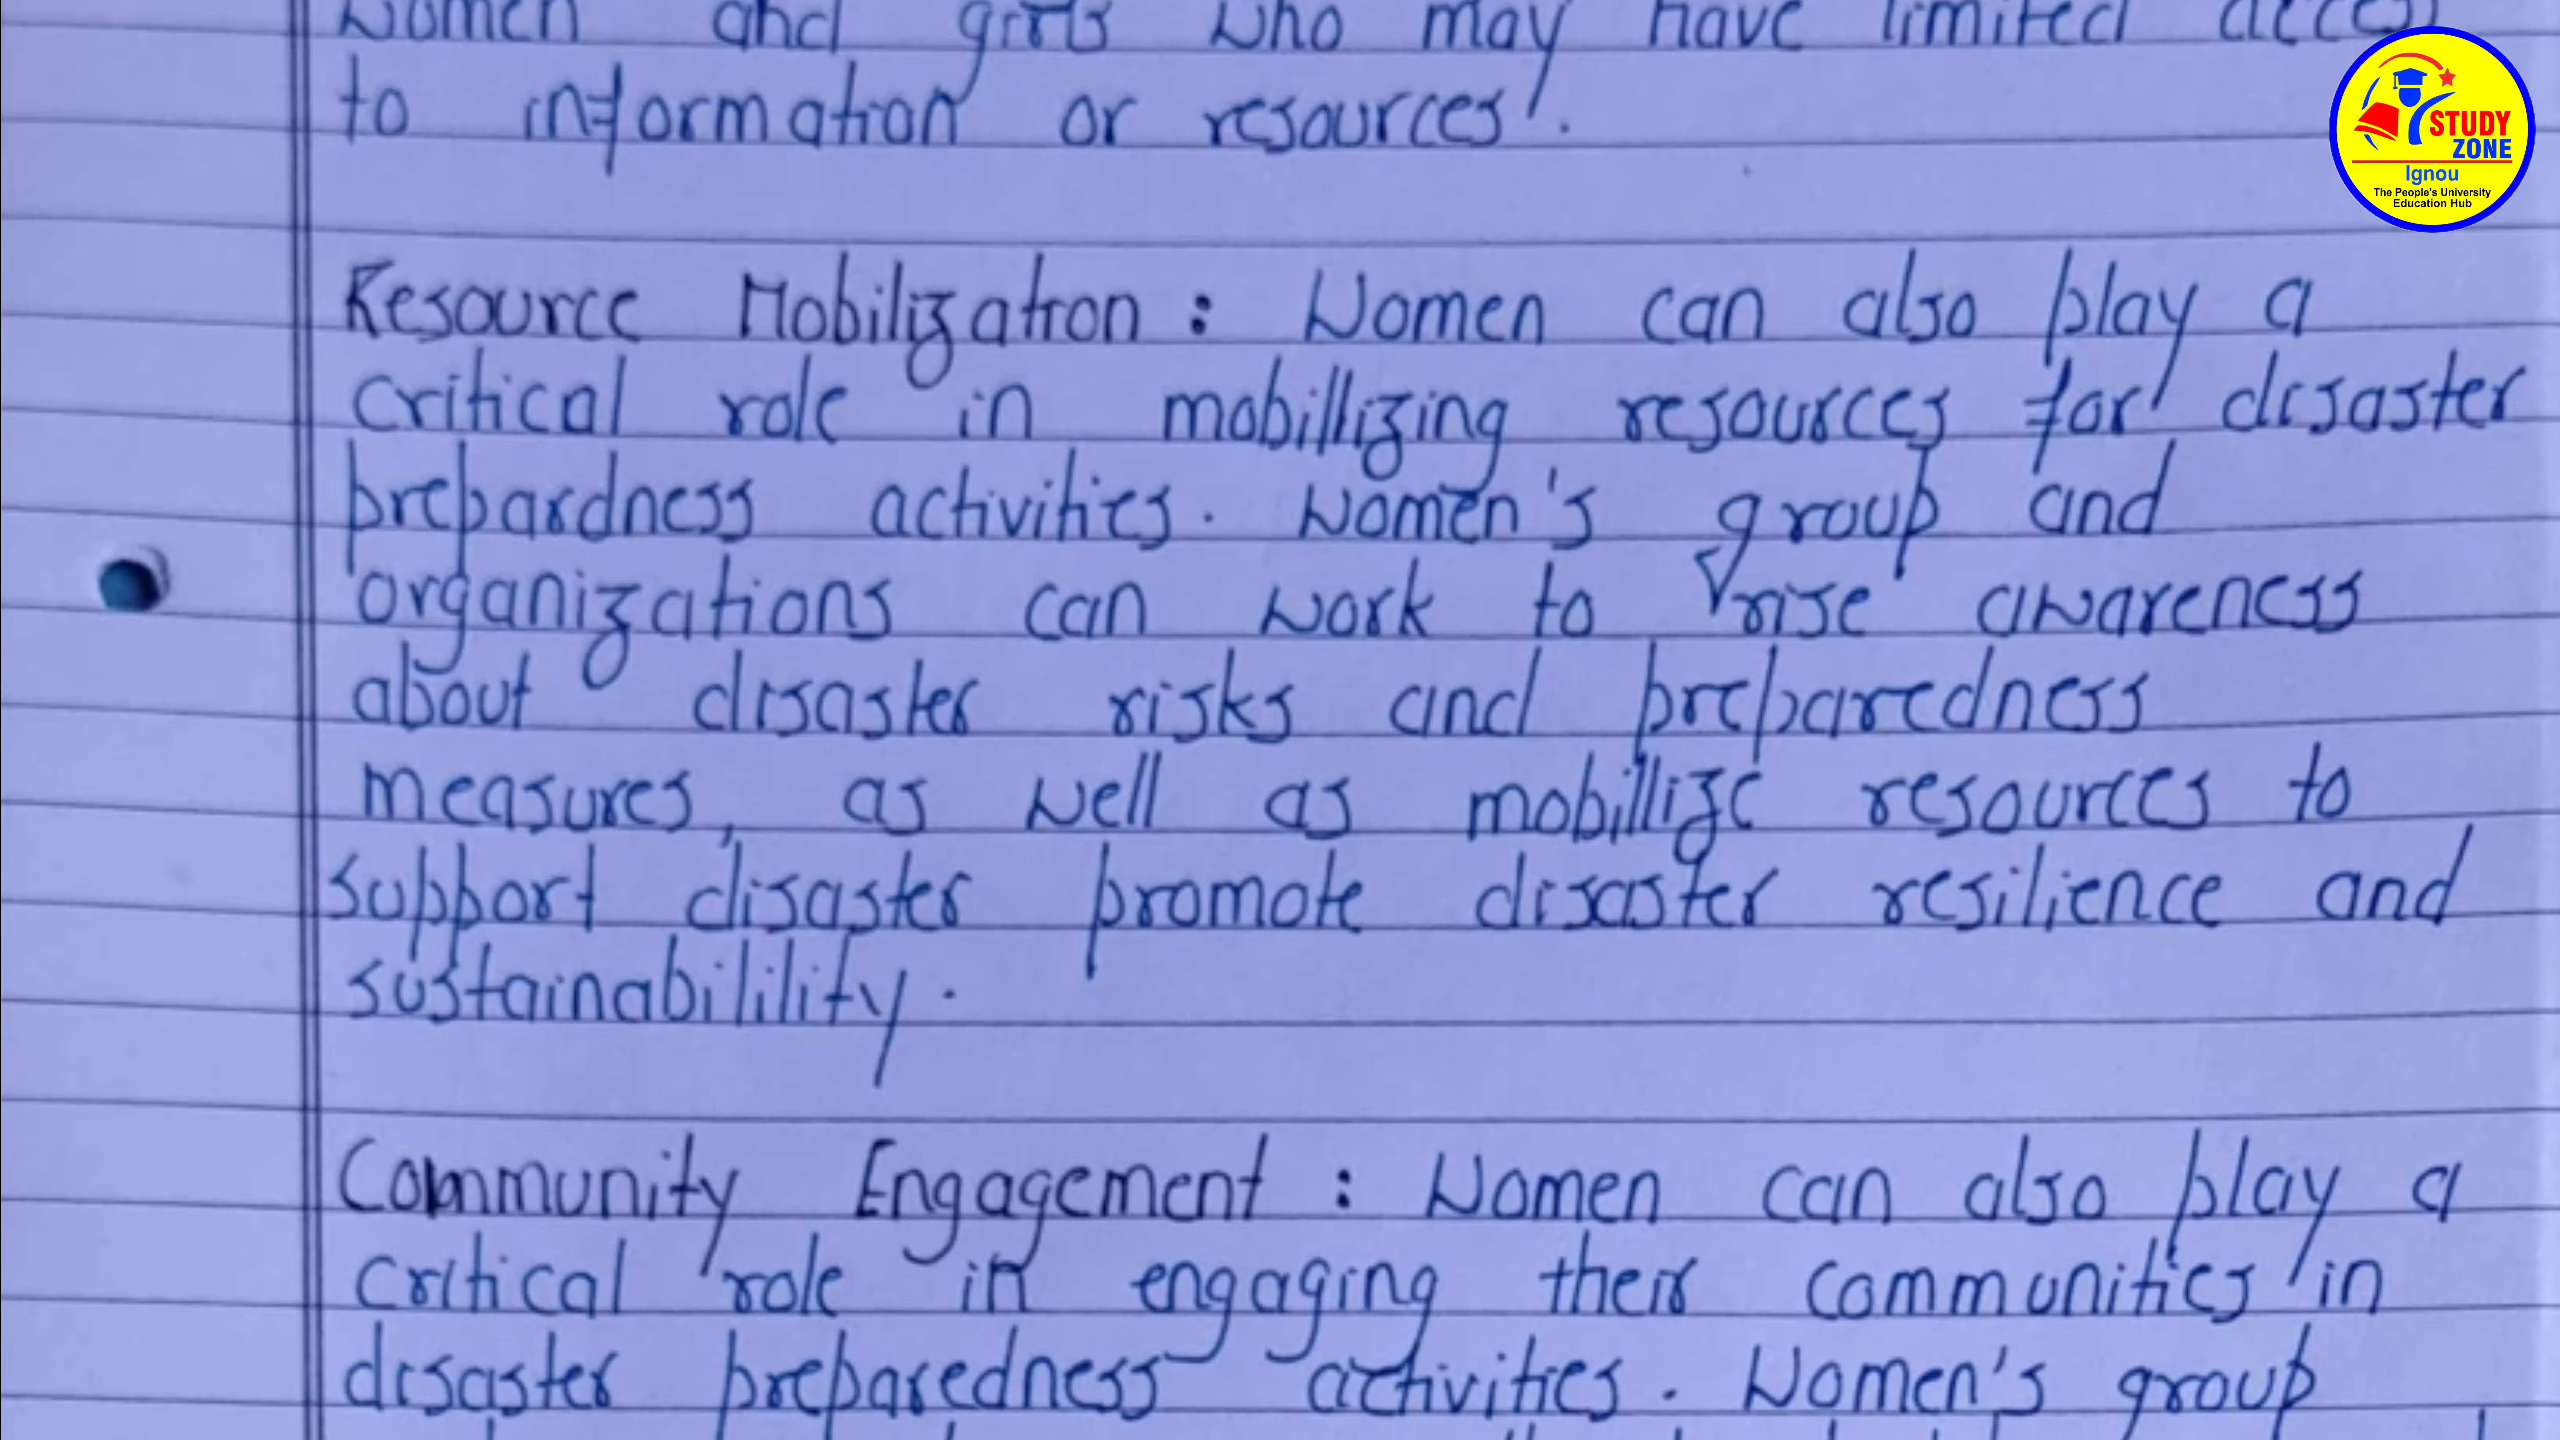 women and girls who may have limited access
to information or resources.
Resource Mobilization : Women can also play a
critical role in mobillizing resources for disaster
prepardness activities. Women's group and
organizations can work to rise awareness
about disaster risks and preparedness
measures, as well as mobillize resources to
support disaster promote disaster resilience and
sustainabilility.
Community Engagement : Women can also play a
critical role in engaging their communities in
disaster preparedness activities. Women's group
STUDY
ZONE
Ignou
The People's University
Education Hub